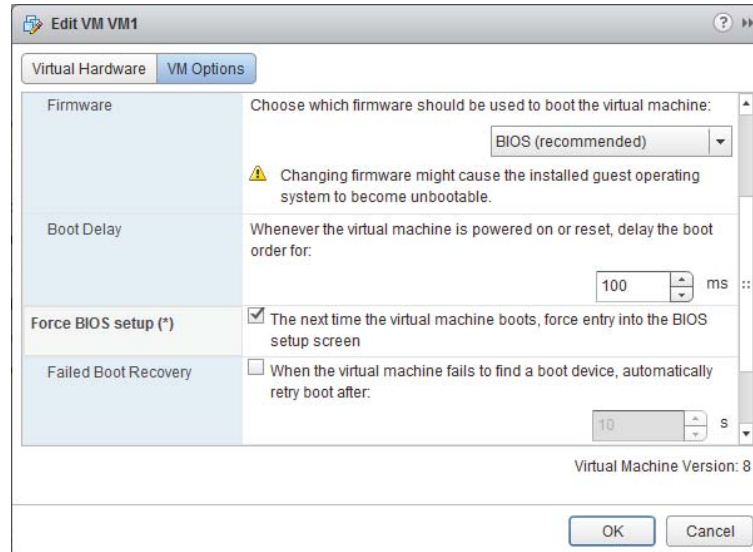 Edit VM VM1
?
Virtual Hardware
VM Options
Firmware
Choose which firmware should be used to boot the virtual machine:
BIOS (recommended)
Changing firmware might cause the installed guest operating
system to become unbootable.
Boot Delay
Whenever the virtual machine is powered on or reset, delay the boot
order for:
100 ms
Force BIOS setup (*)
The next time the virtual machine boots, force entry into the BIOS
setup screen
Failed Boot Recovery
When the virtual machine fails to find a boot device, automatically
retry boot after:
10 s
Virtual Machine Version: 8
OK
Cancel